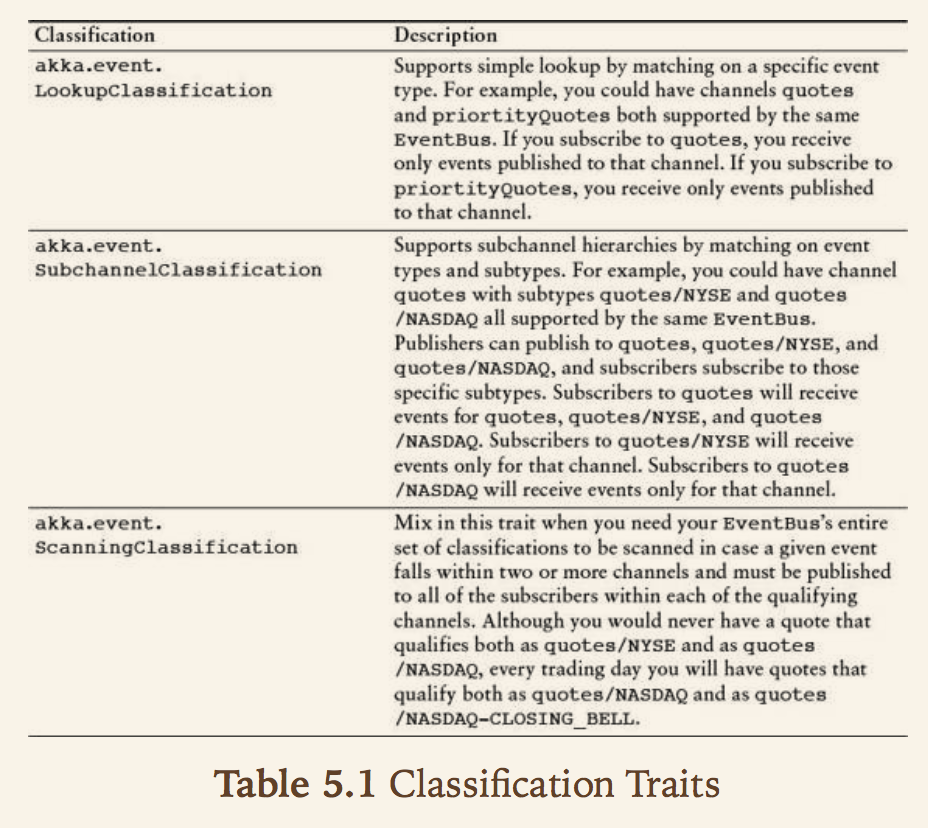 Classification Description
akka.event.
LookupClassification
Supports simple lookup by matching on a specific event
type. For example, you could have channels quotes
and priortityQuotes both supported by the same
EventBus. If you subscribe to quotes, you receive
only events published to that channel. If you subscribe to
priortityQuotes, you receive only events published
to that channel.
akka.event.
SubchannelClassification
Supports subchannel hierarchies by matching on event
types and subtypes. For example, you could have channel
quotes with subtypes quotes/NYSE and quotes
/NASDAQ all supported by the same EventBus.
Publishers can publish to quotes, quotes/NYSE, and
quotes/NASDAQ, and subscribers subscribe to those
specific subtypes. Subscribers to quotes will receive
events for quotes, quotes/NYSE, and quotes
/NASDAQ. Subscribers to quotes/NYSE will receive
events only for that channel. Subscribers to quotes
/NASDAQ will receive events only for that channel.
akka.event.
ScanningClassification
Mix in this trait when you need your EventBus's entire
set of classifications to be scanned in case a given event
falls within two or more channels and must be published
to all of the subscribers within each of the qualifying
channels. Although you would never have a quote that
qualifies both as quotes/NYSE and as quotes
/NASDAQ, every trading day you will have quotes that
qualify both as quotes/NASDAQ and as quotes
/NASDAQ-CLOSING_BELL.
Table 5.1 Classification Traits